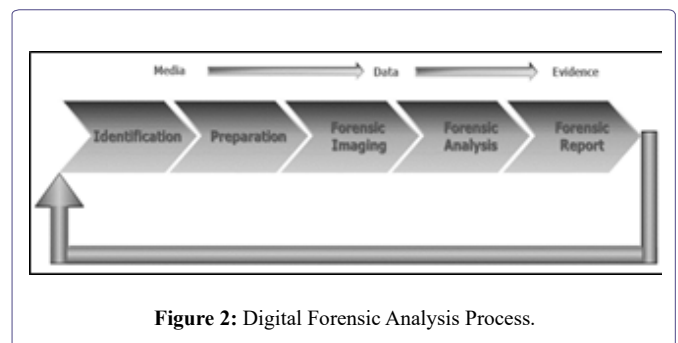 Media Data Evidence
Identification Preparation Forensic Imaging Forensic Analysis Forensic Report
Figure 2: Digital Forensic Analysis Process.